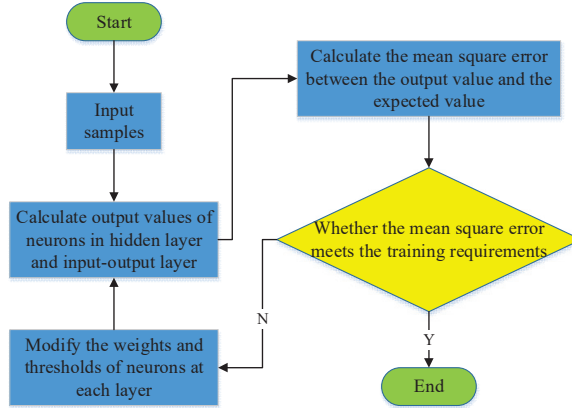 Start
Input
samples
Calculate output values of
neurons in hidden layer
and input-output layer
Calculate the mean square error
between the output value and the
expected value
Whether the mean square error
meets the training requirements
N
Modify the weights and
thresholds of neurons at
each layer
Y
End